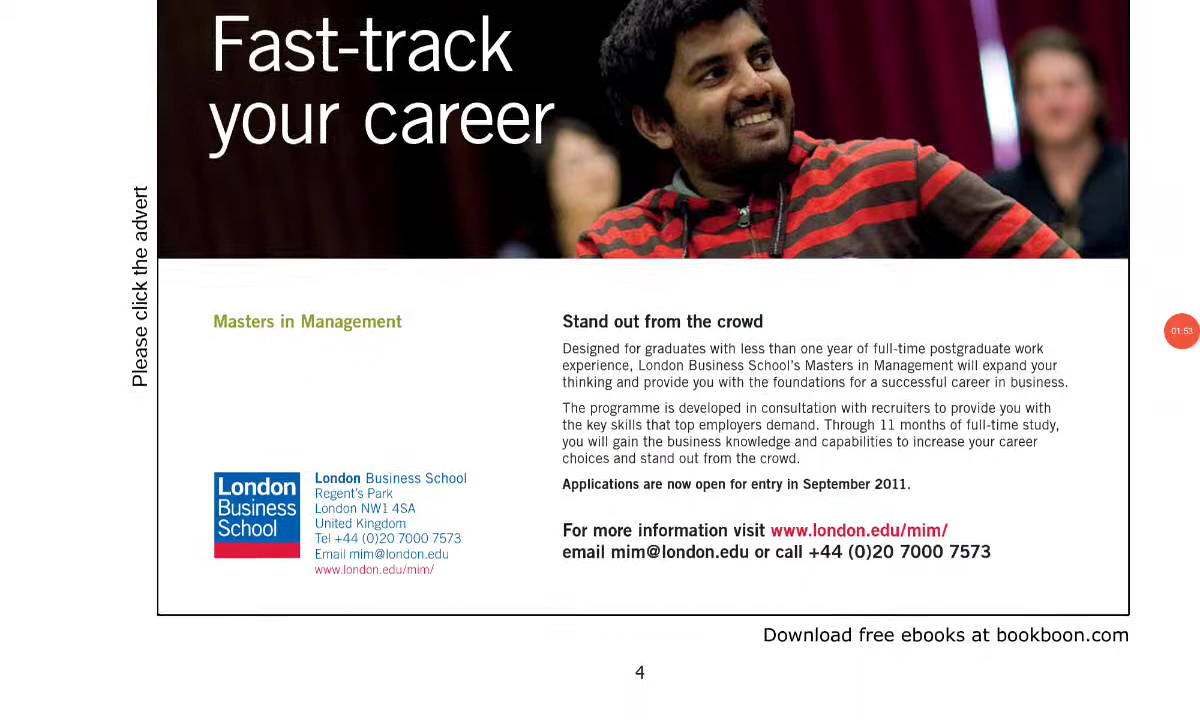 Fast-track
your career
Please click the advert
Masters in Management
Stand out from the crowd
Designed for graduates with less than one year of full-time postgraduate work
experience, London Business School's Masters in Management will expand your
thinking and provide you with the foundations for a successful career in business.
The programme is developed in consultation with recruiters to provide you with
the key skills that top employers demand. Through 11 months of full-time study,
you will gain the business knowledge and capabilities to increase your career
choices and stand out from the crowd.
Applications are now open for entry in September 2011.
For more information visit www.london.edu/mim/
email mim@london.edu or call +44 (0)20 7000 7573
London
Business
School
London Business School
Regent's Park
London NW1 4SA
United Kingdom
Tel +44 (0)20 7000 7573
Email mim@london.edu
www.london.edu/mim/
01:53
Download free ebooks at bookboon.com
4